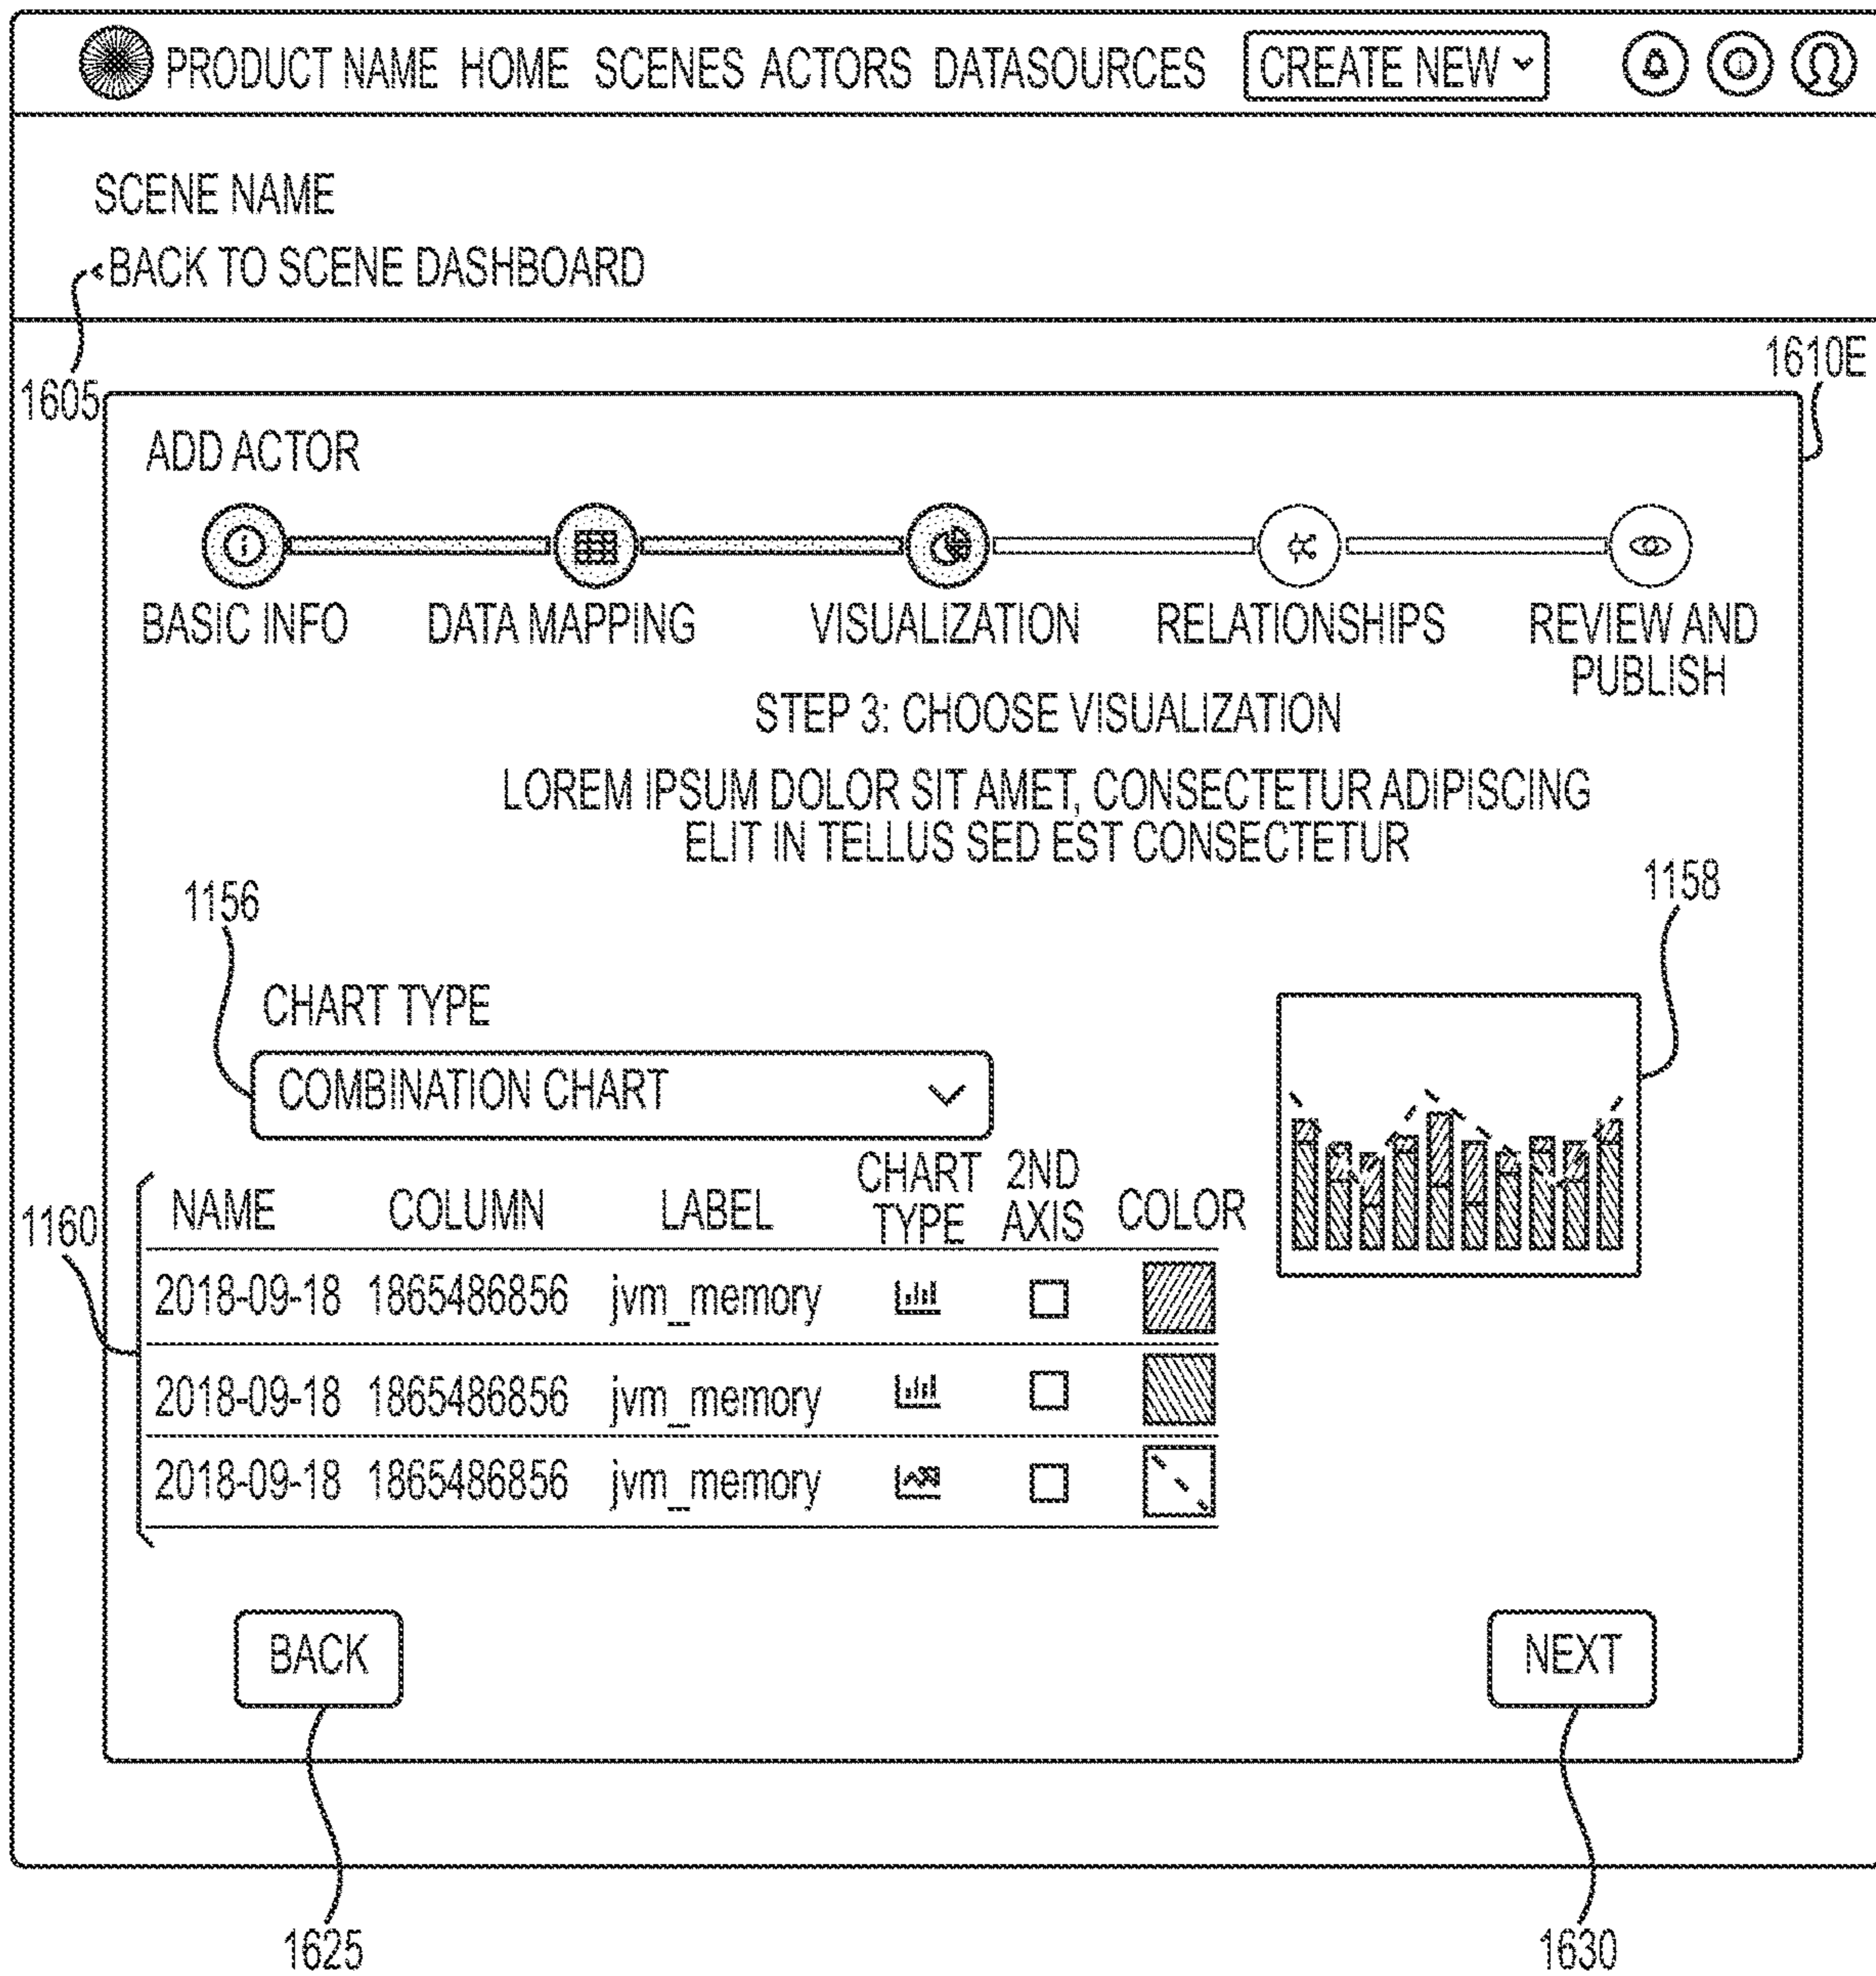 PRODUCT NAME HOME SCENES ACTORS DATASOURCES CREATE NEW
SCENE NAME
BACK TO SCENE DASHBOARD
1605
1610E
ADD ACTOR
BASIC INFO DATA MAPPING VISUALIZATION RELATIONSHIPS REVIEW AND
PUBLISH
STEP 3: CHOOSE VISUALIZATION
LOREM IPSUM DOLOR SIT AMET, CONSECTETUR ADIPISCING
ELIT IN TELLUS SED EST CONSECTETUR
1156
1158
CHART TYPE
COMBINATION CHART
1160
NAME COLUMN LABEL CHART TYPE 2ND AXIS COLOR
2018-09-18 1865486856 jvm_memory
2018-09-18 1865486856 jvm_memory
2018-09-18 1865486856 jvm_memory
BACK NEXT
1625 1630